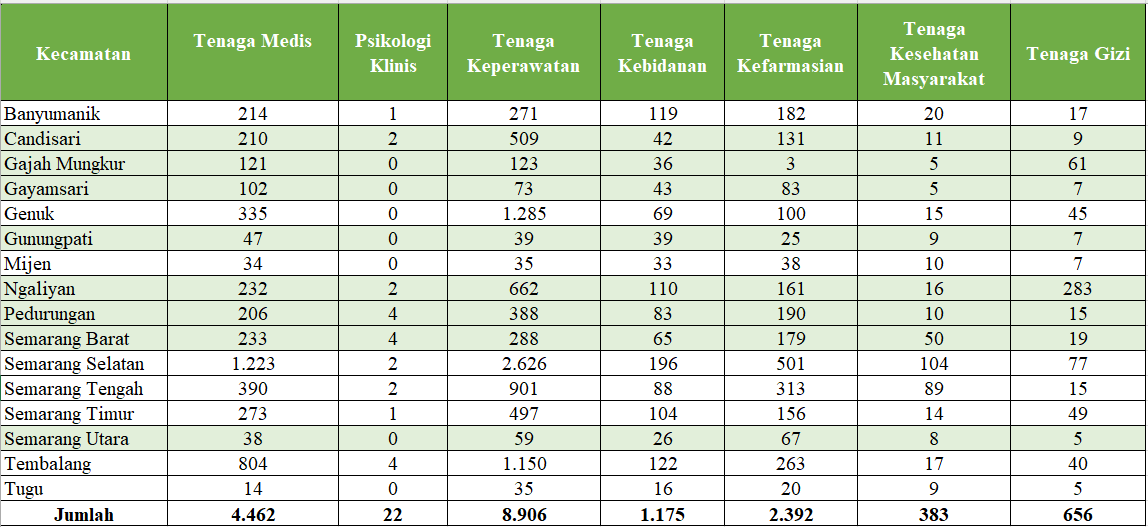 Kecamatan Tenaga Medis Psikologi Klinis Tenaga Keperawatan Tenaga Kebidanan Tenaga Kefarmasian Tenaga Kesehatan Masyarakat Tenaga Gizi
Banyumanik 214 1 271 119 182 20 17
Candisari 210 2 509 42 131 11 9
Gajah Mungkur 121 0 123 36 3 5 61
Gayamsari 102 0 73 43 83 5 7
Genuk 335 0 1.285 69 100 15 45
Gunungpati 47 0 39 39 25 9 7
Mijen 34 0 35 33 38 10 7
Ngaliyan 232 2 662 110 161 16 283
Pedurungan 206 4 388 83 190 10 15
Semarang Barat 233 4 288 65 179 50 19
Semarang Selatan 1.223 2 2.626 196 501 104 77
Semarang Tengah 390 2 901 88 313 89 15
Semarang Timur 273 1 497 104 156 14 49
Semarang Utara 38 0 59 26 67 8 5
Tembalang 804 4 1.150 122 263 17 40
Tugu 14 0 35 16 20 9 5
Jumlah 4.462 22 8.906 1.175 2.392 383 656